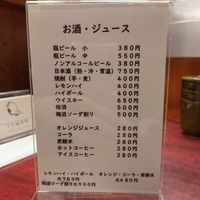 お酒・ジュース
瓶ビール 小 380円
瓶ビール 中 550円
ノンアルコールビール 380円
日本酒（熱・冷・常温） 750円
焼酎（芋・麦） 400円
レモンハイ 400円
ハイボール 400円
ウイスキー 650円
梅酒 500円
梅酒ソーダ割り 500円
オレンジジュース 280円
コーラ 280円
炭酸水 280円
ホットコーヒー 280円
アイスコーヒー 280円
レモンハイ・ハイボール オレンジ・コーラ・炭酸水
大700円 大480円
梅酒ソーダ割り大900円